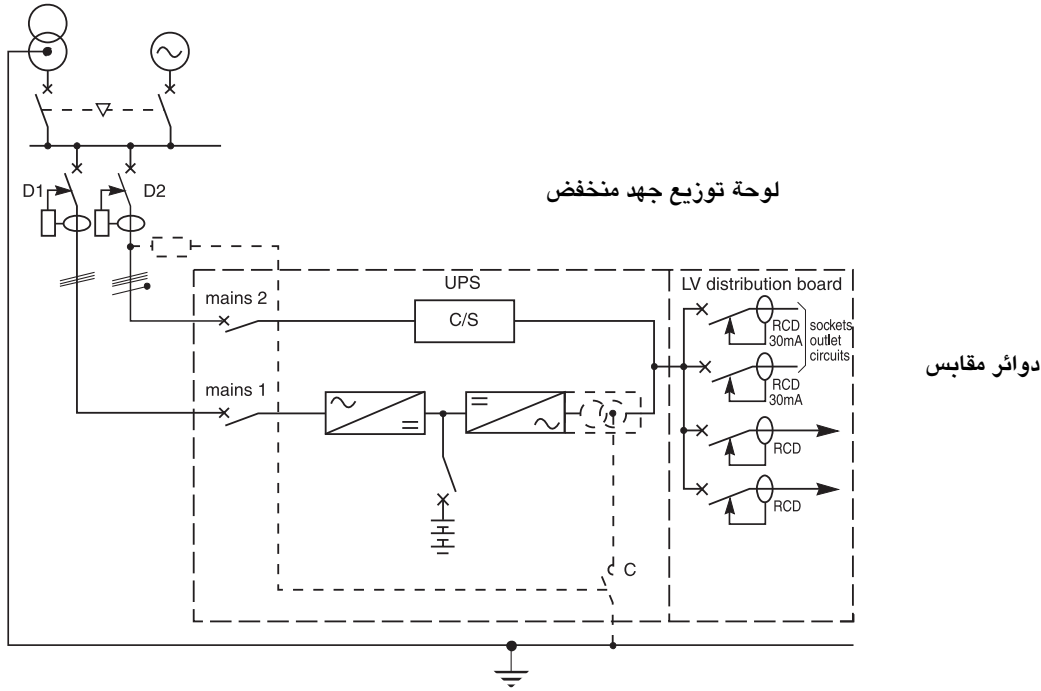 D1
D2
لوحة توزيع جهد منخفض
UPS
LV distribution board
mains 2
C/S
RCD
30mA
sockets
outlet
circuits
mains 1
RCD
30mA
دوائر مقابس
RCD
RCD
C